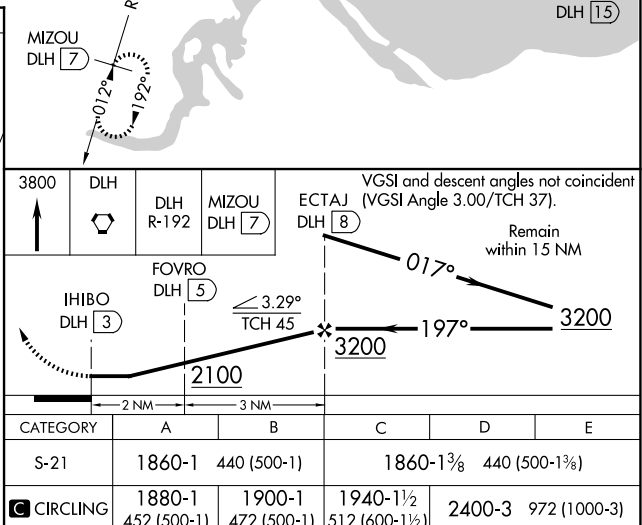 DLH 15
R
MIZOU
DLH 7
012°
192°
3800
DLH
DLH
R-192
MIZOU
DLH 7
ECTAJ
DLH 8
VGSI and descent angles not coincident
(VGSI Angle 3.00/TCH 37).
Remain
within 15 NM
017°
FOVRO
DLH 5
IHIBO
DLH 3
3.29°
TCH 45
197°
3200
3200
2100
2 NM
3 NM
CATEGORY A B C D E
S-21 1860-1 440 (500-1) 1860-1⅜ 440 (500-1⅜)
C CIRCLING 1880-1 1900-1 1940-1½ 2400-3 972 (1000-3)
452 (500-1) 472 (500-1) 512 (600-1½)